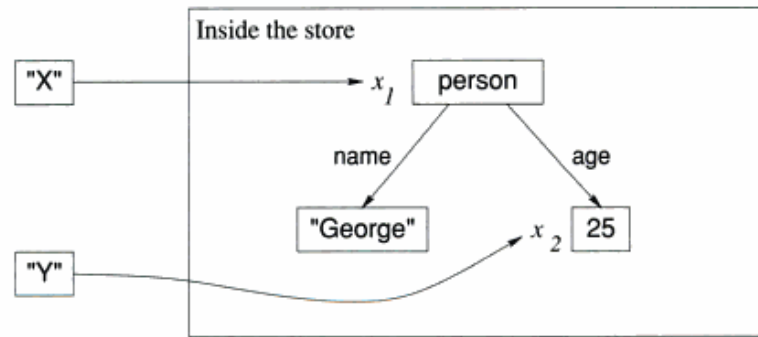 Inside the store
"X"
x1
person
name
age
"George"
x2
25
"Y"